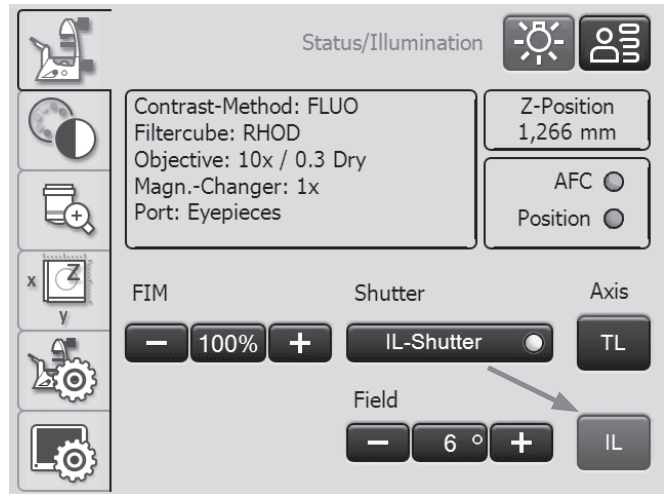 Status/Illumination
Contrast-Method: FLUO
Filtercube: RHOD
Objective: 10x / 0.3 Dry
Magn.-Changer: 1x
Port: Eyepieces
Z-Position
1,266 mm
AFC
Position
x
Z
y
FIM
Shutter
Axis
− 100% +
IL-Shutter
TL
Field
− 6 +
IL